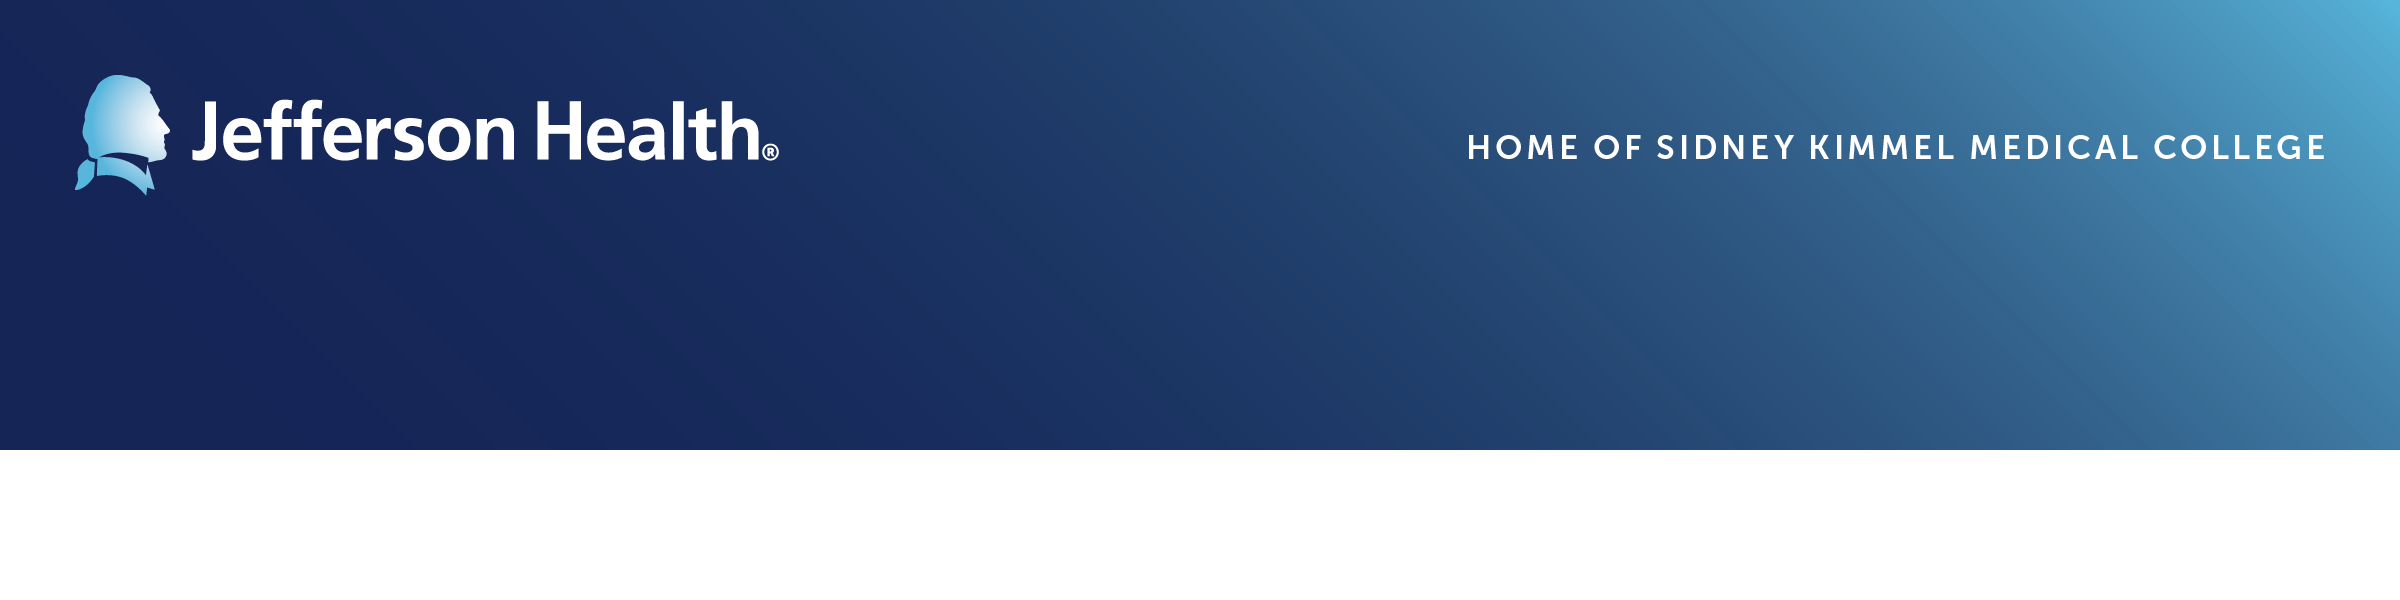 Jefferson Health®
HOME OF SIDNEY KIMMEL MEDICAL COLLEGE